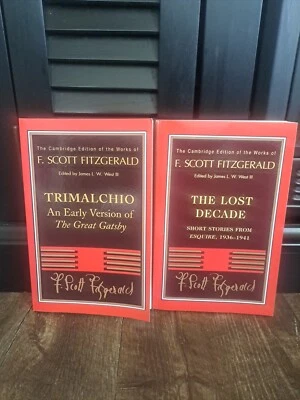 The Cambridge Edition of the Works of
F. SCOTT FITZGERALD
Edited by James L. W. West III
TRIMALCHIO
An Early Version of
The Great Gatsby
F. Scott Fitzgerald
The Cambridge Edition of the Works of
F. SCOTT FITZGERALD
Edited by James L. W. West III
THE LOST
DECADE
SHORT STORIES FROM
ESQUIRE, 1936–1941
F. Scott Fitzgerald